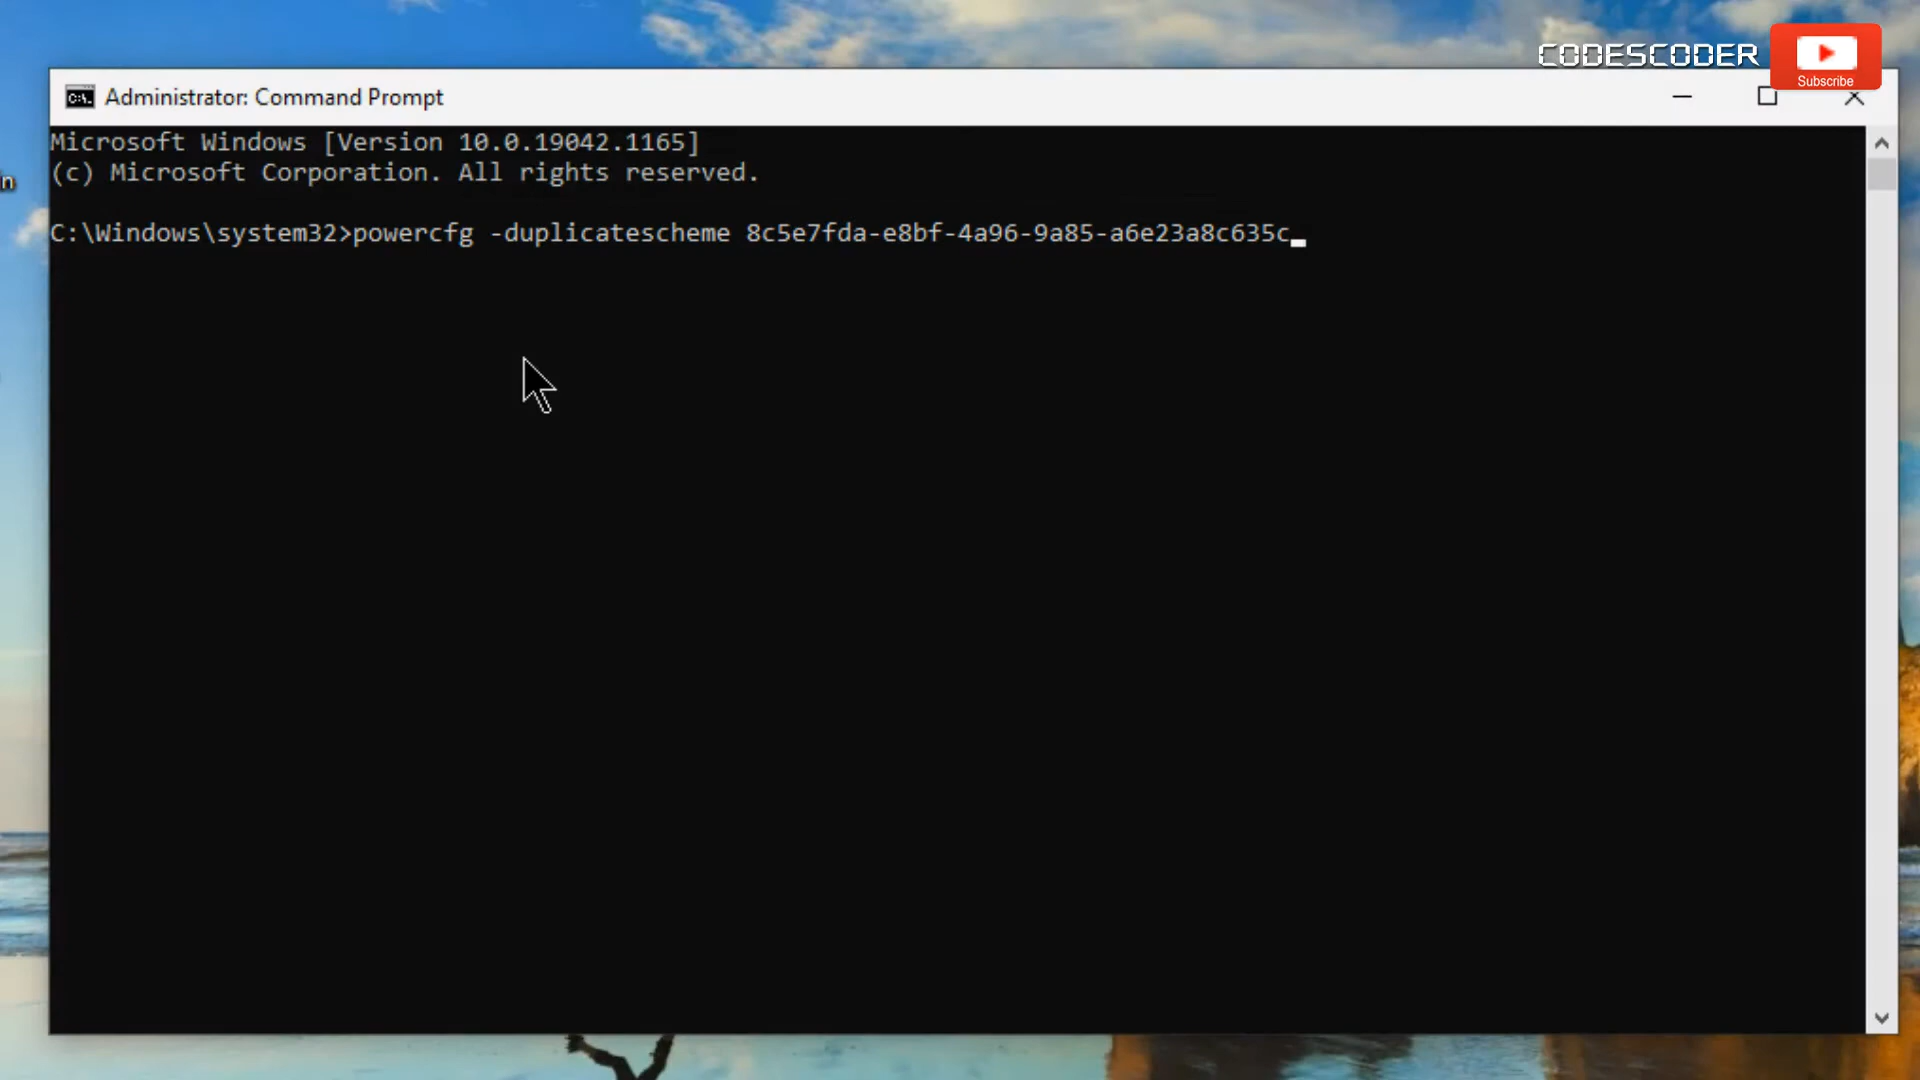 CODESCODER
Subscribe
Administrator: Command Prompt
Microsoft Windows [Version 10.0.19042.1165]
(c) Microsoft Corporation. All rights reserved.
C:\Windows\system32>powercfg -duplicatescheme 8c5e7fda-e8bf-4a96-9a85-a6e23a8c635c
n